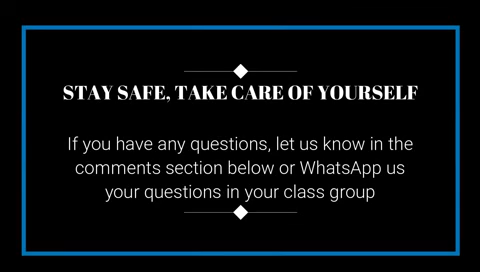 STAY SAFE, TAKE CARE OF YOURSELF
If you have any questions, let us know in the
comments section below or WhatsApp us
your questions in your class group